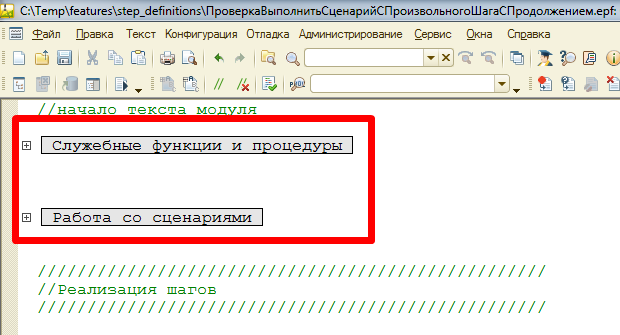 C:\Temp\features\step_definitions\ПроверкаВыполнитьСценарийСПроизвольногоШагаСПродолжением.epf:
Файл Правка Текст Конфигурация Отладка Администрирование Сервис Окна Справка
//начало текста модуля
Служебные функции и процедуры
Работа со сценариями
///////////////////////////////////////////////////
//Реализация шагов
///////////////////////////////////////////////////